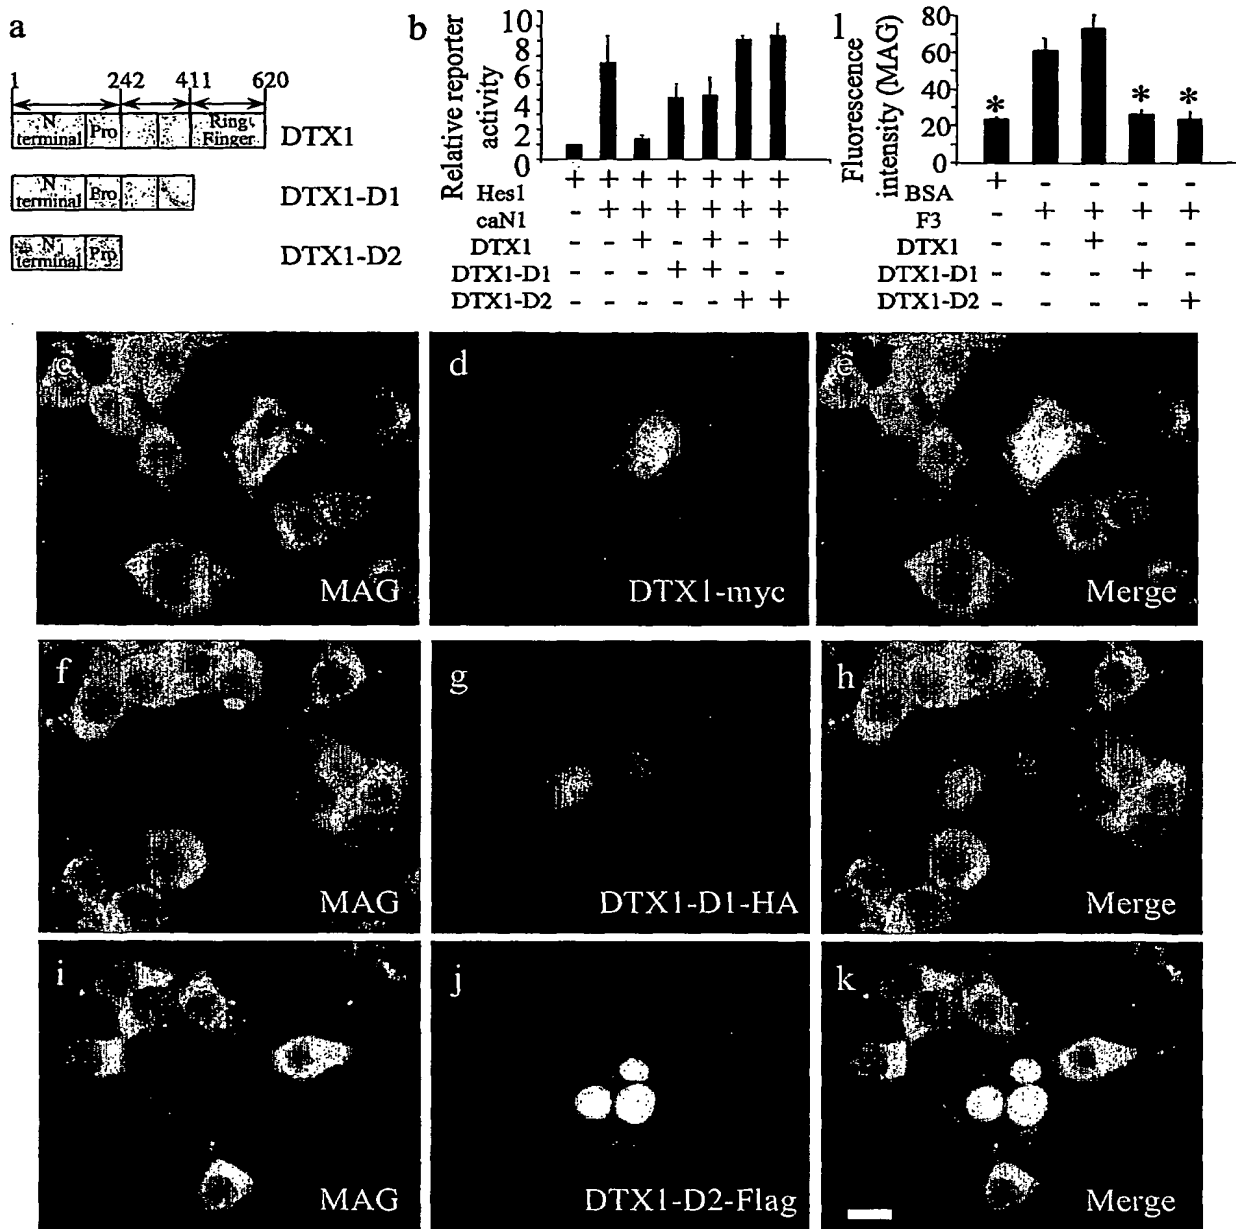 a
1 242 411 620
N terminal Pro Ring Finger DTX1
N terminal Pro DTX1-D1
N terminal Pro DTX1-D2
b
Relative reporter activity
10
8
6
4
2
0
Hes1 + + + + + + +
caN1 - + + + + + +
DTX1 - - + - + - +
DTX1-D1 - - - + + - -
DTX1-D2 - - - - - + +
l
Fluorescence intensity (MAG)
80
60
40
20
0
* * *
BSA + - - - -
F3 - + + + +
DTX1 - - + - -
DTX1-D1 - - - + -
DTX1-D2 - - - - +
c MAG
d DTX1-myc
e Merge
f MAG
g DTX1-D1-HA
h Merge
i MAG
j DTX1-D2-Flag
k Merge